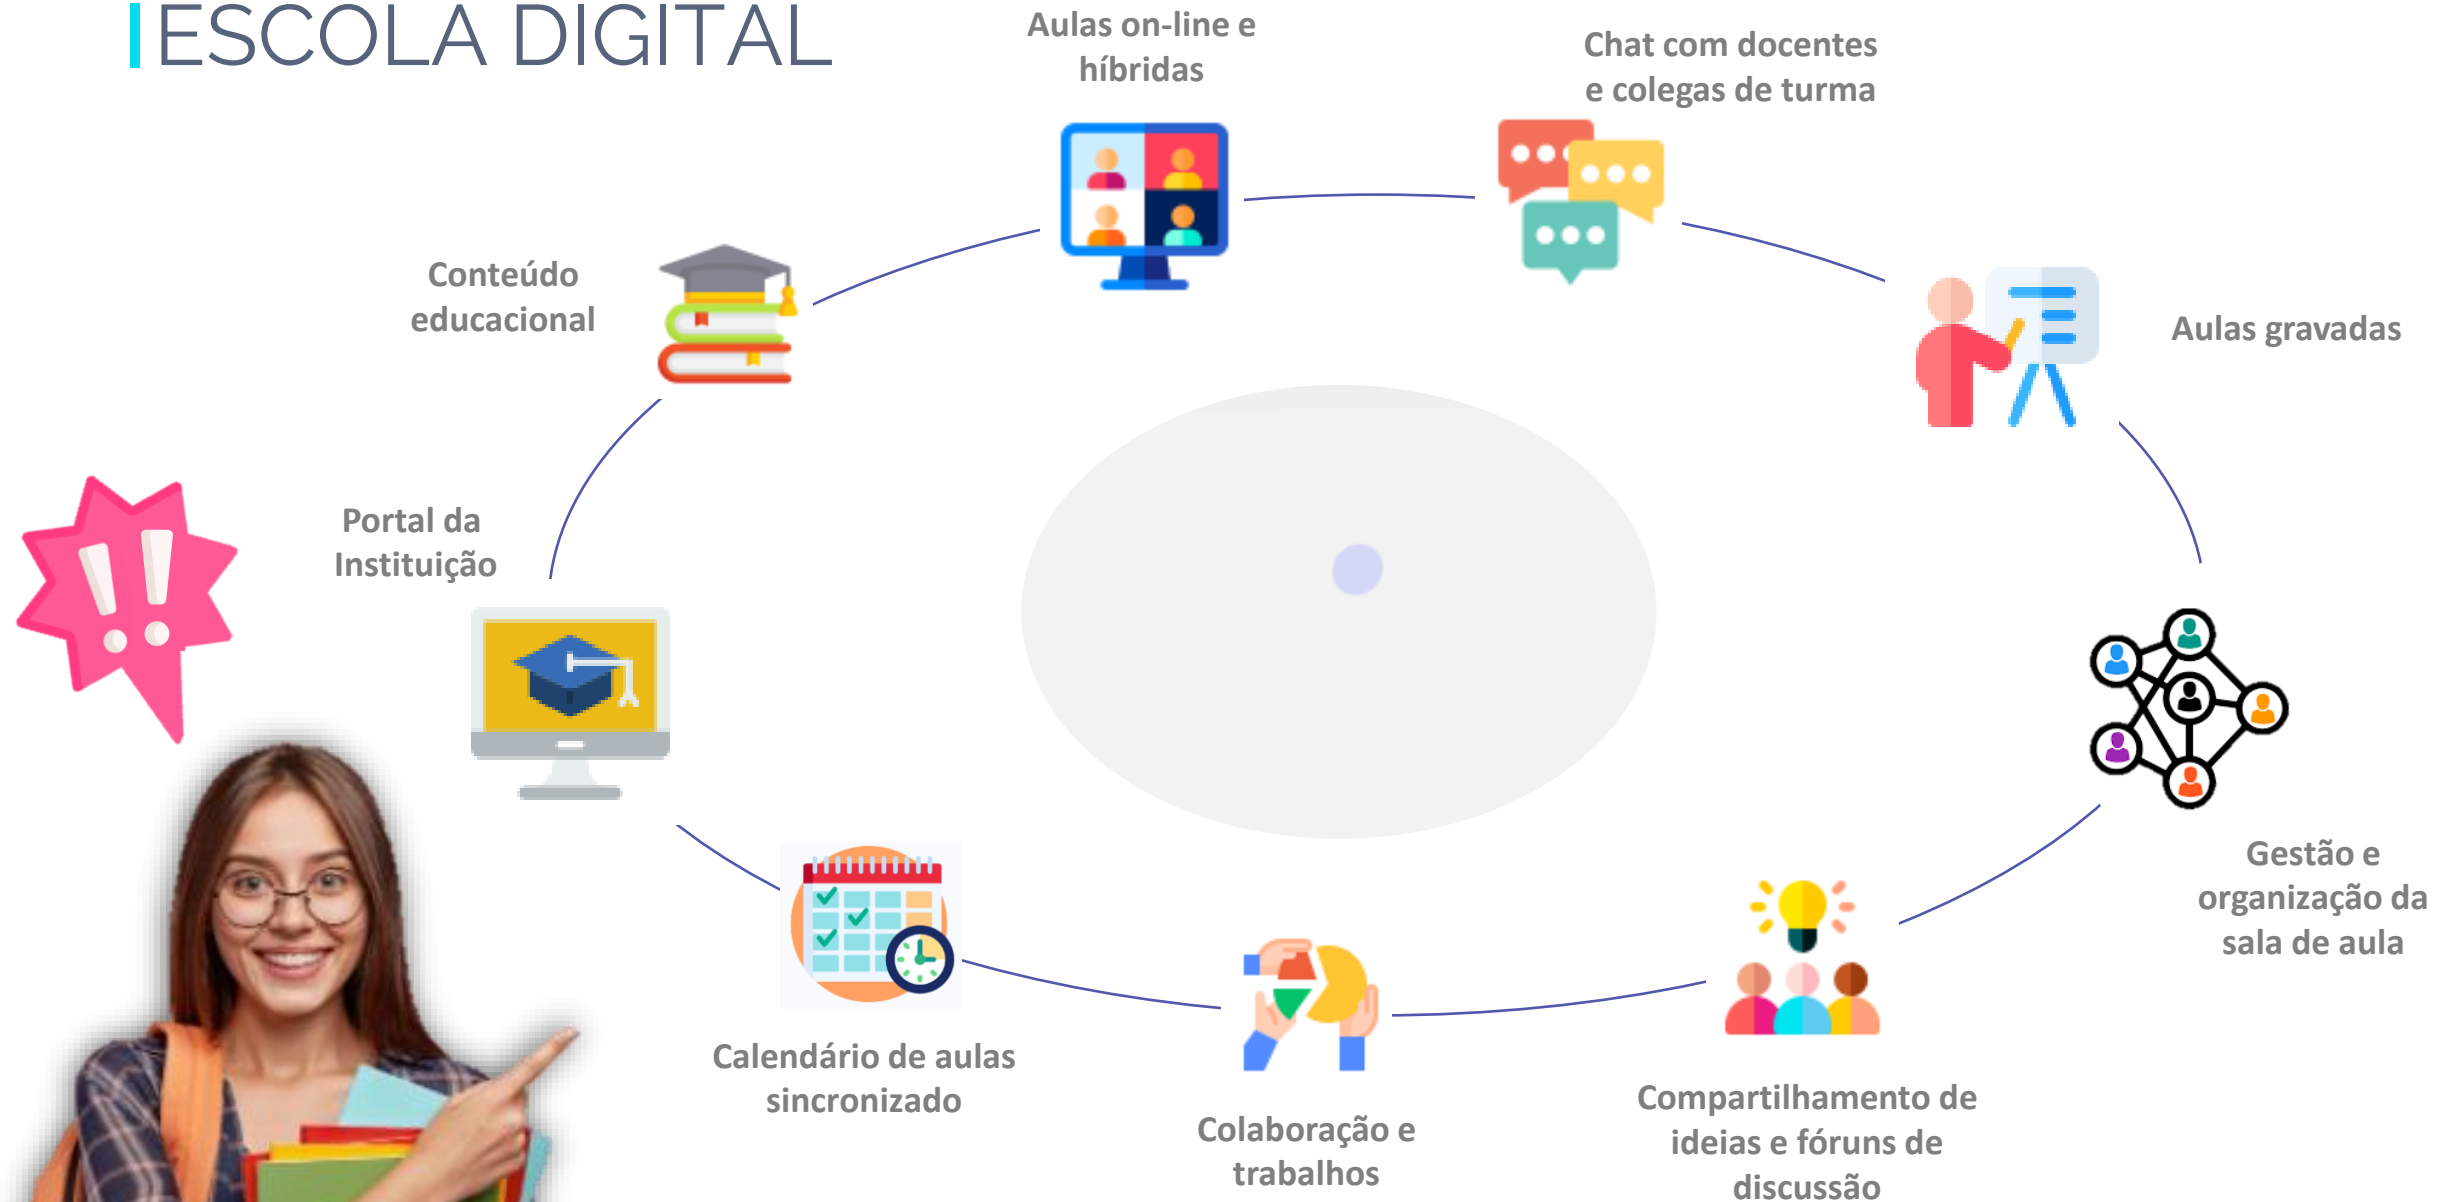 ESCOLA DIGITAL
Aulas on-line e
híbridas
Chat com docentes
e colegas de turma
Conteúdo
educacional
Aulas gravadas
Portal da
Instituição
Gestão e
organização da
sala de aula
Calendário de aulas
sincronizado
Colaboração e
trabalhos
Compartilhamento de
ideias e fóruns de
discussão